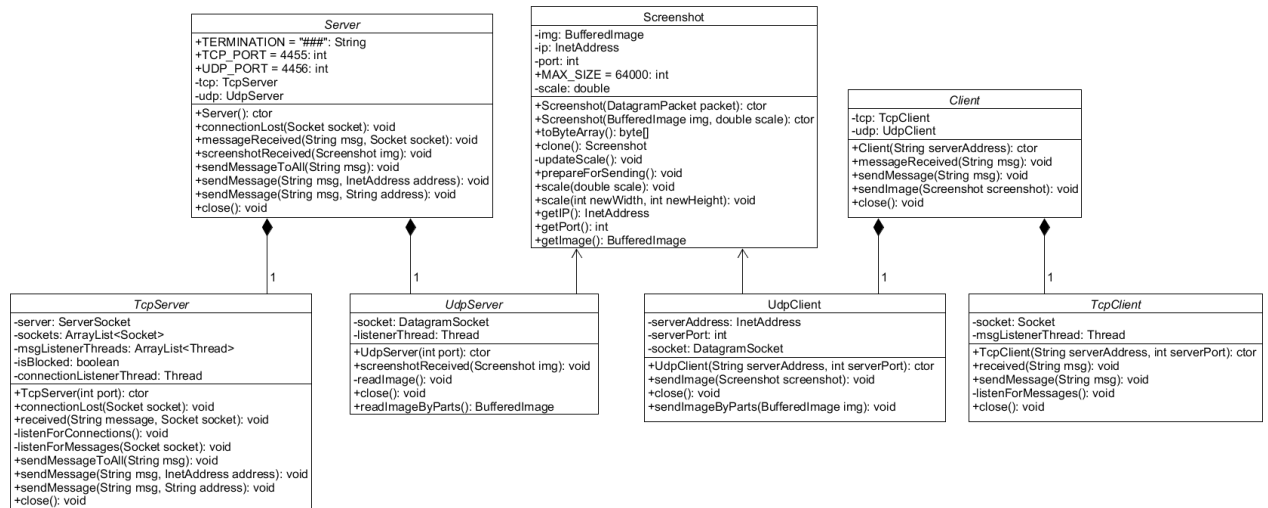 Server
+TERMINATION = "###": String
+TCP_PORT = 4455: int
+UDP_PORT = 4456: int
-tcp: TcpServer
-udp: UdpServer
+Server(): ctor
+connectionLost(Socket socket): void
+messageReceived(String msg, Socket socket): void
+screenshotReceived(Screenshot img): void
+sendMessageToAll(String msg): void
+sendMessage(String msg, InetAddress address): void
+sendMessage(String msg, String address): void
+close(): void
Screenshot
-img: BufferedImage
-ip: InetAddress
-port: int
+MAX_SIZE = 64000: int
-scale: double
+Screenshot(DatagramPacket packet): ctor
+Screenshot(BufferedImage img, double scale): ctor
+toByteArray(): byte[]
+clone(): Screenshot
-updateScale(): void
+prepareForSending(): void
+scale(double scale): void
+scale(int newWidth, int newHeight): void
+getIP(): InetAddress
+getPort(): int
+getImage(): BufferedImage
Client
-tcp: TcpClient
-udp: UdpClient
+Client(String serverAddress): ctor
+messageReceived(String msg): void
+sendMessage(String msg): void
+sendImage(Screenshot screenshot): void
+close(): void
1
1
1
1
TcpServer
-server: ServerSocket
-sockets: ArrayList<Socket>
-msgListenerThreads: ArrayList<Thread>
-isBlocked: boolean
-connectionListenerThread: Thread
+TcpServer(int port): ctor
+connectionLost(Socket socket): void
+received(String message, Socket socket): void
-listenForConnections(): void
-listenForMessages(Socket socket): void
+sendMessageToAll(String msg): void
+sendMessage(String msg, InetAddress address): void
+sendMessage(String msg, String address): void
+close(): void
UdpServer
-socket: DatagramSocket
-listenerThread: Thread
+UdpServer(int port): ctor
+screenshotReceived(Screenshot img): void
-readImage(): void
+close(): void
+readImageByParts(): BufferedImage
UdpClient
-serverAddress: InetAddress
-serverPort: int
-socket: DatagramSocket
+UdpClient(String serverAddress, int serverPort): ctor
+sendImage(Screenshot screenshot): void
+close(): void
+sendImageByParts(BufferedImage img): void
TcpClient
-socket: Socket
-msgListenerThread: Thread
+TcpClient(String serverAddress, int serverPort): ctor
+received(String msg): void
+sendMessage(String msg): void
-listenForMessages(): void
+close(): void